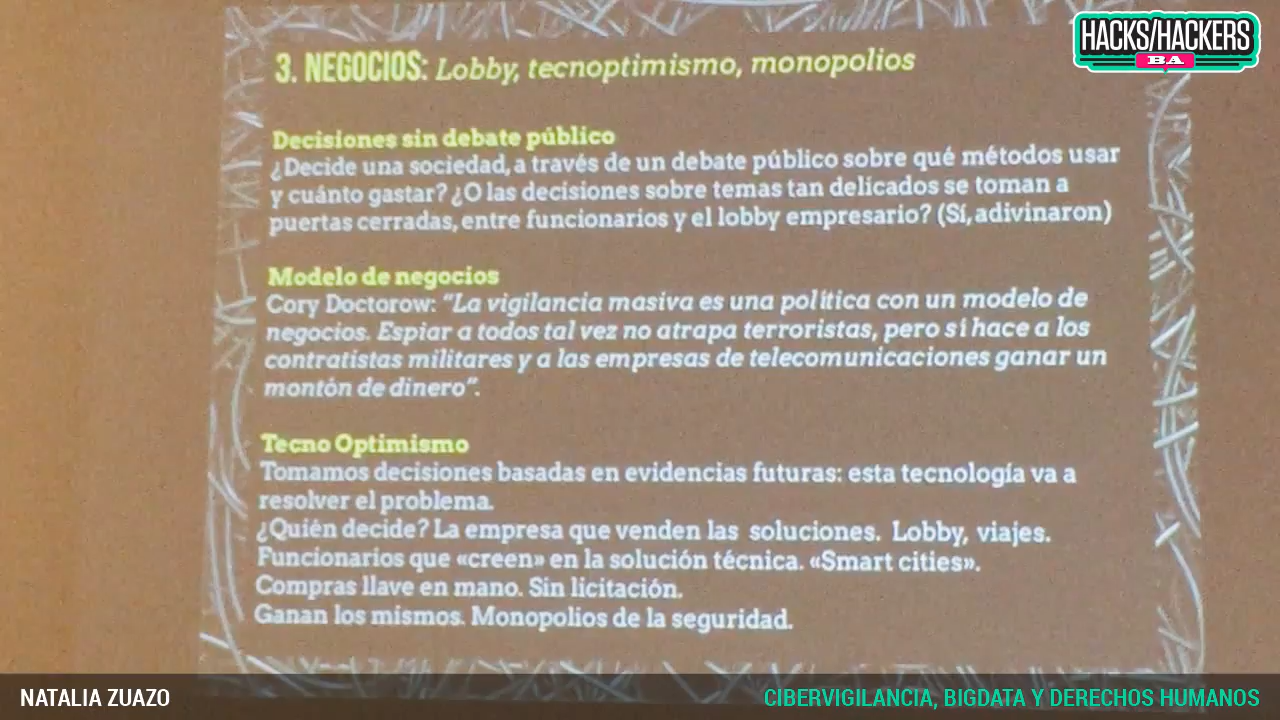 HACKS/HACKERS
BA
3. NEGOCIOS: Lobby, tecnoptimismo, monopolios
Decisiones sin debate público
¿Decide una sociedad, a través de un debate público sobre qué métodos usar
y cuánto gastar? ¿O las decisiones sobre temas tan delicados se toman a
puertas cerradas, entre funcionarios y el lobby empresario? (Sí, adivinaron)
Modelo de negocios
Cory Doctorow: “La vigilancia masiva es una política con un modelo de
negocios. Espiar a todos tal vez no atrapa terroristas, pero sí hace a los
contratistas militares y a las empresas de telecomunicaciones ganar un
montón de dinero”.
Tecno Optimismo
Tomamos decisiones basadas en evidencias futuras: esta tecnología va a
resolver el problema.
¿Quién decide? La empresa que venden las soluciones. Lobby, viajes.
Funcionarios que «creen» en la solución técnica. «Smart cities».
Compras llave en mano. Sin licitación.
Ganan los mismos. Monopolios de la seguridad.
NATALIA ZUAZO
CIBERVIGILANCIA, BIGDATA Y DERECHOS HUMANOS